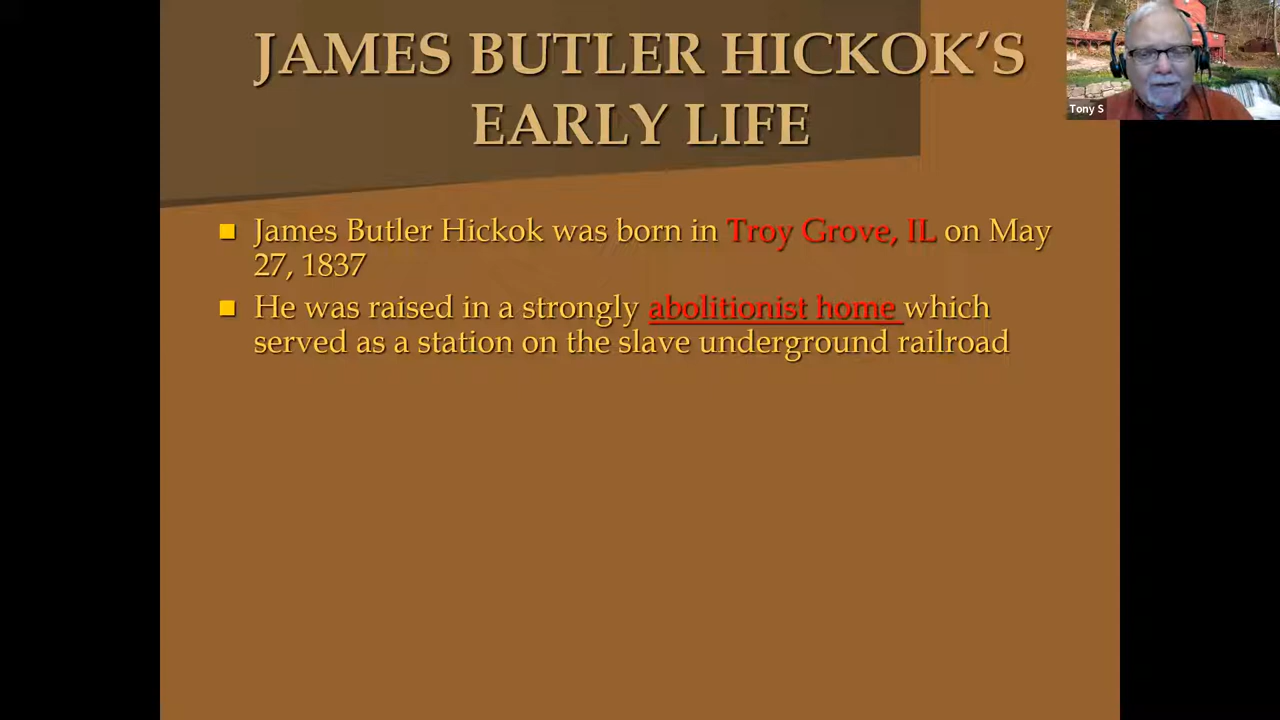 JAMES BUTLER HICKOK’S
EARLY LIFE
Tony S
James Butler Hickok was born in Troy Grove, IL on May
27, 1837
He was raised in a strongly abolitionist home which
served as a station on the slave underground railroad